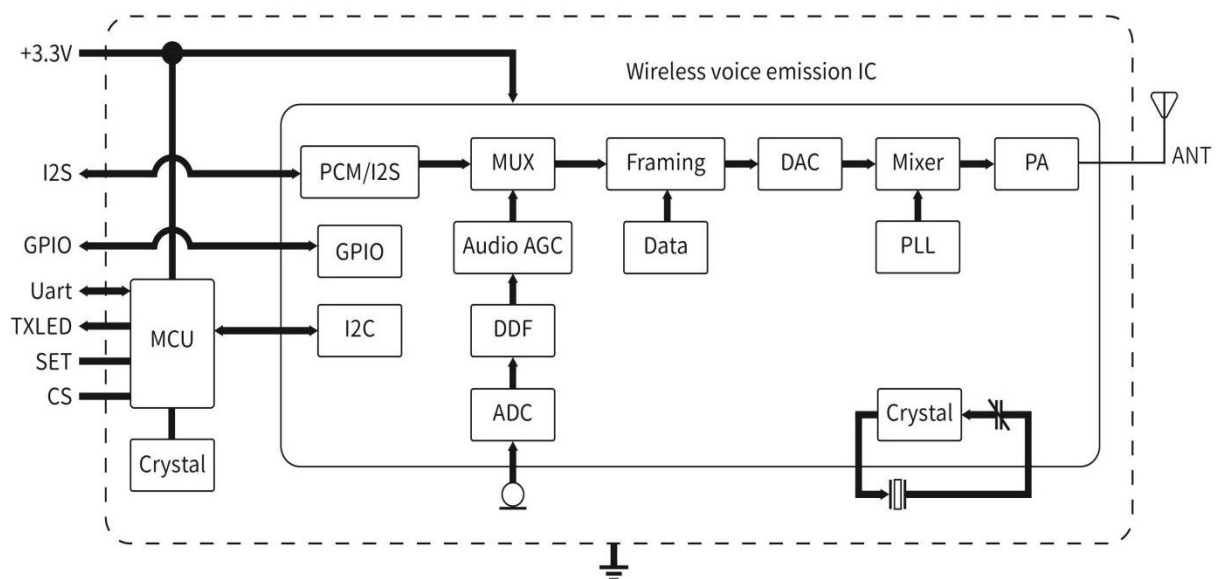 +3.3V
Wireless voice emission IC
I2S
PCM/I2S
MUX
Framing
DAC
Mixer
PA
ANT
GPIO
GPIO
Audio AGC
Data
PLL
Uart
TXLED
SET
CS
MCU
I2C
DDF
ADC
Crystal
Crystal